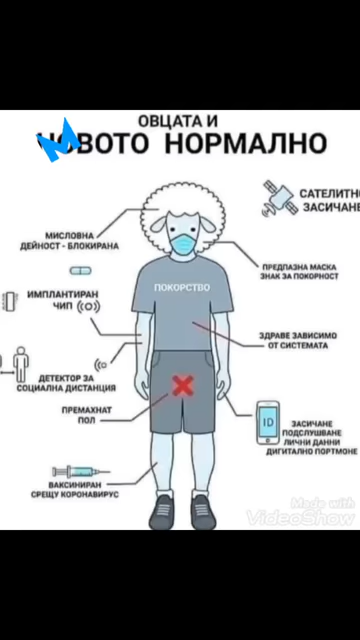 ОВЦАТА И
НОВОТО НОРМАЛНО
САТЕЛИТНО
ЗАСИЧАНЕ
МИСЛОВНА
ДЕЙНОСТ - БЛОКИРАНА
ПРЕДПАЗНА МАСКА
ЗНАК ЗА ПОКОРНОСТ
ПОКОРСТВО
ИМПЛАНТИРАН
ЧИП
ЗДРАВЕ ЗАВИСИМО
ОТ СИСТЕМАТА
ДЕТЕКТОР ЗА
СОЦИАЛНА ДИСТАНЦИЯ
ПРЕМАХНАТ
ПОЛ
ID
ЗАСИЧАНЕ
ПОДСЛУШВАНЕ
ЛИЧНИ ДАННИ
ДИГИТАЛНО ПОРТМОНЕ
ВАКСИНИРАН
СРЕЩУ КОРОНАВИРУС
Made with
VideoShow